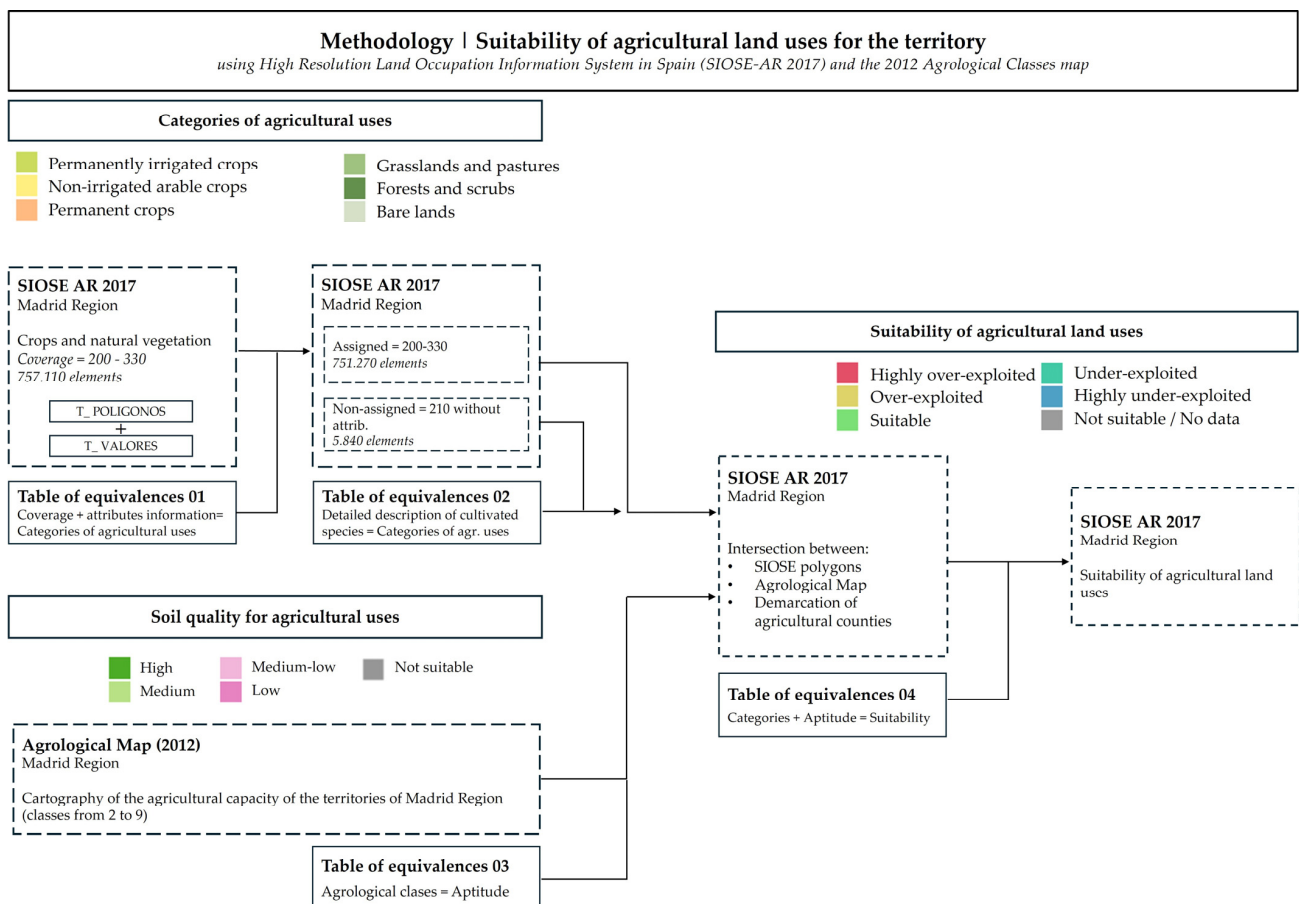 Methodology | Suitability of agricultural land uses for the territory
using High Resolution Land Occupation Information System in Spain (SIOSE-AR 2017) and the 2012 Agrological Classes map
Categories of agricultural uses
Permanently irrigated crops
Non-irrigated arable crops
Permanent crops
Grasslands and pastures
Forests and scrubs
Bare lands
SIOSE AR 2017
Madrid Region
Crops and natural vegetation
Coverage = 200 - 330
757.110 elements
T_ POLIGONOS
+
T_ VALORES
Table of equivalences 01
Coverage + attributes information=
Categories of agricultural uses
SIOSE AR 2017
Madrid Region
Assigned = 200-330
751.270 elements
Non-assigned = 210 without
attrib.
5.840 elements
Table of equivalences 02
Detailed description of cultivated
species = Categories of agr. uses
Soil quality for agricultural uses
High
Medium
Medium-low
Low
Not suitable
Agrological Map (2012)
Madrid Region
Cartography of the agricultural capacity of the territories of Madrid Region
(classes from 2 to 9)
Table of equivalences 03
Agrological clases = Aptitude
Suitability of agricultural land uses
Highly over-exploited
Over-exploited
Suitable
Under-exploited
Highly under-exploited
Not suitable / No data
SIOSE AR 2017
Madrid Region
Intersection between:
• SIOSE polygons
• Agrological Map
• Demarcation of
agricultural counties
Table of equivalences 04
Categories + Aptitude = Suitability
SIOSE AR 2017
Madrid Region
Suitability of agricultural land
uses